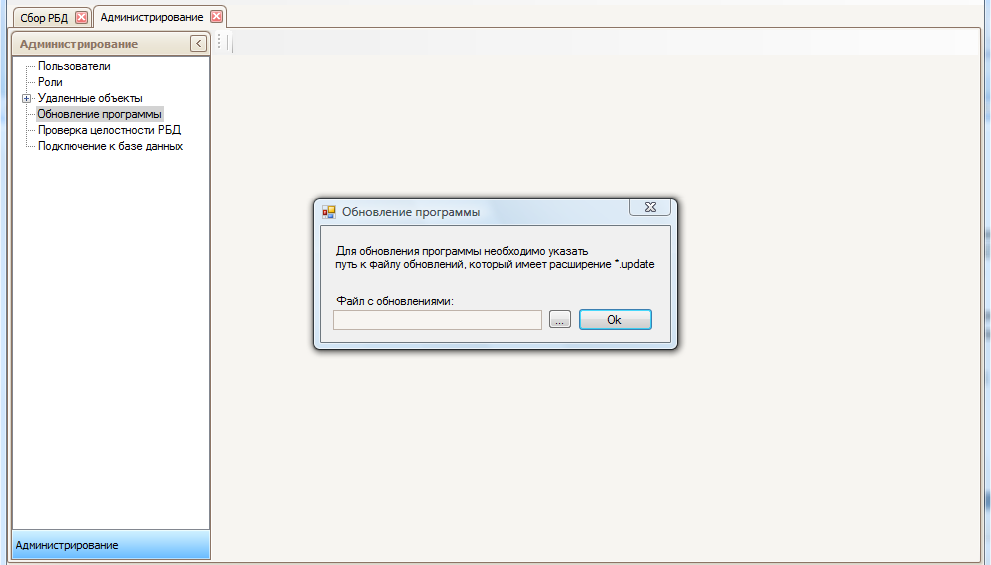 Сбор РБД
Администрирование
Администрирование
<
Пользователи
Роли
Удаленные объекты
Обновление программы
Проверка целостности РБД
Подключение к базе данных
Обновление программы
Для обновления программы необходимо указать
путь к файлу обновлений, который имеет расширение *.update
Файл с обновлениями:
...
Ok
Администрирование